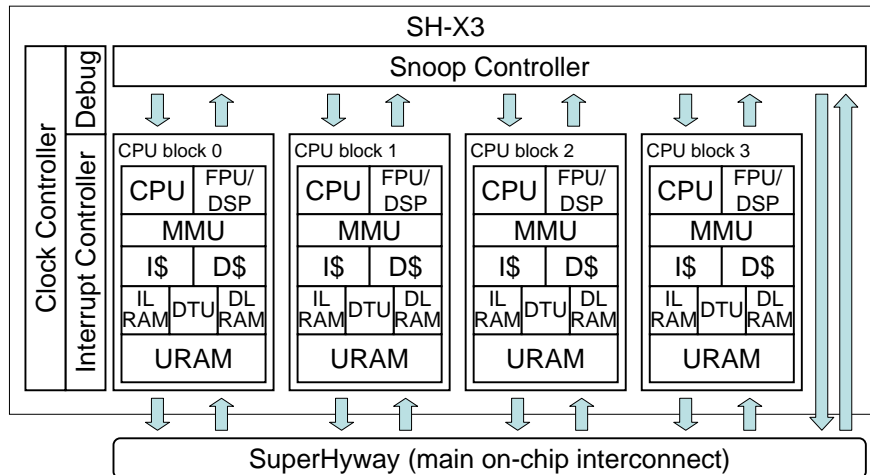 SH-X3
Clock Controller
Debug
Interrupt Controller
Snoop Controller
CPU block 0
CPU
FPU/
DSP
MMU
I$
D$
IL
RAM
DTU
DL
RAM
URAM
CPU block 1
CPU
FPU/
DSP
MMU
I$
D$
IL
RAM
DTU
DL
RAM
URAM
CPU block 2
CPU
FPU/
DSP
MMU
I$
D$
IL
RAM
DTU
DL
RAM
URAM
CPU block 3
CPU
FPU/
DSP
MMU
I$
D$
IL
RAM
DTU
DL
RAM
URAM
SuperHyway (main on-chip interconnect)